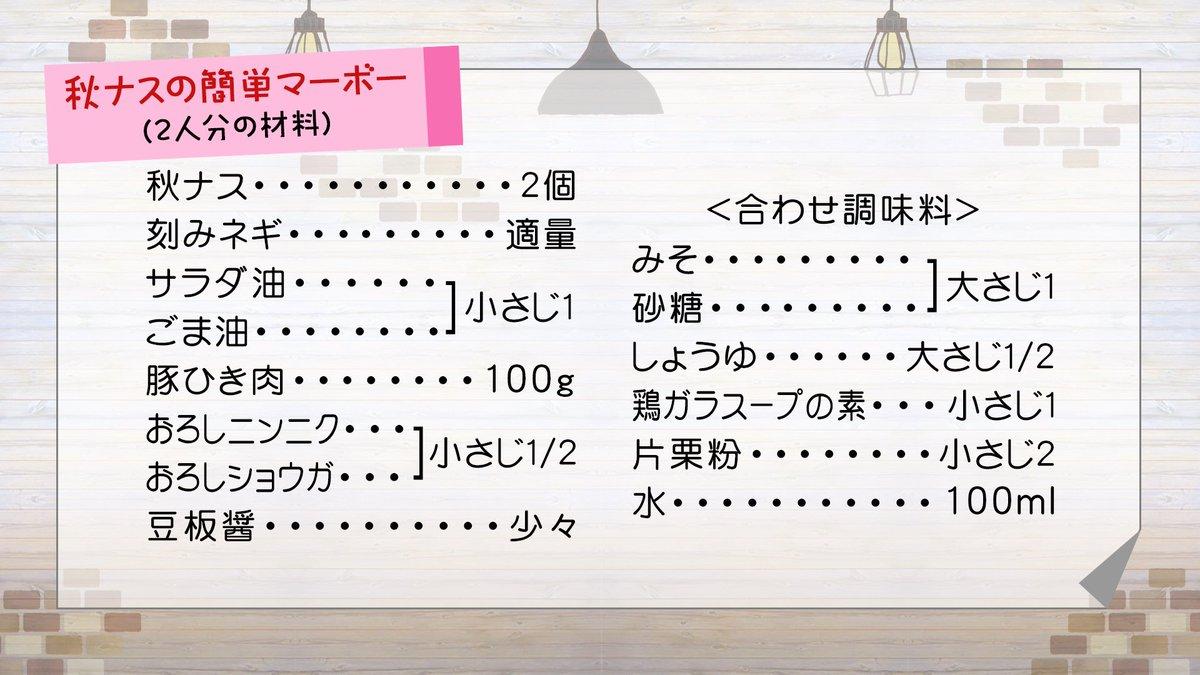 秋ナスの簡単マーボー
(2人分の材料)
秋ナス・・・・・・・・・・・2個
刻みネギ・・・・・・・・・適量
サラダ油・・・・・・
ごま油・・・・・・・・
小さじ1
豚ひき肉・・・・・・・・100g
おろしニンニク・・・
おろしショウガ・・・
小さじ1/2
豆板醤・・・・・・・・・・少々
<合わせ調味料>
みそ・・・・・・・・・
砂糖・・・・・・・・・
大さじ1
しょうゆ・・・・・・大さじ1/2
鶏ガラスープの素・・・小さじ1
片栗粉・・・・・・・・小さじ2
水・・・・・・・・・・・100ml